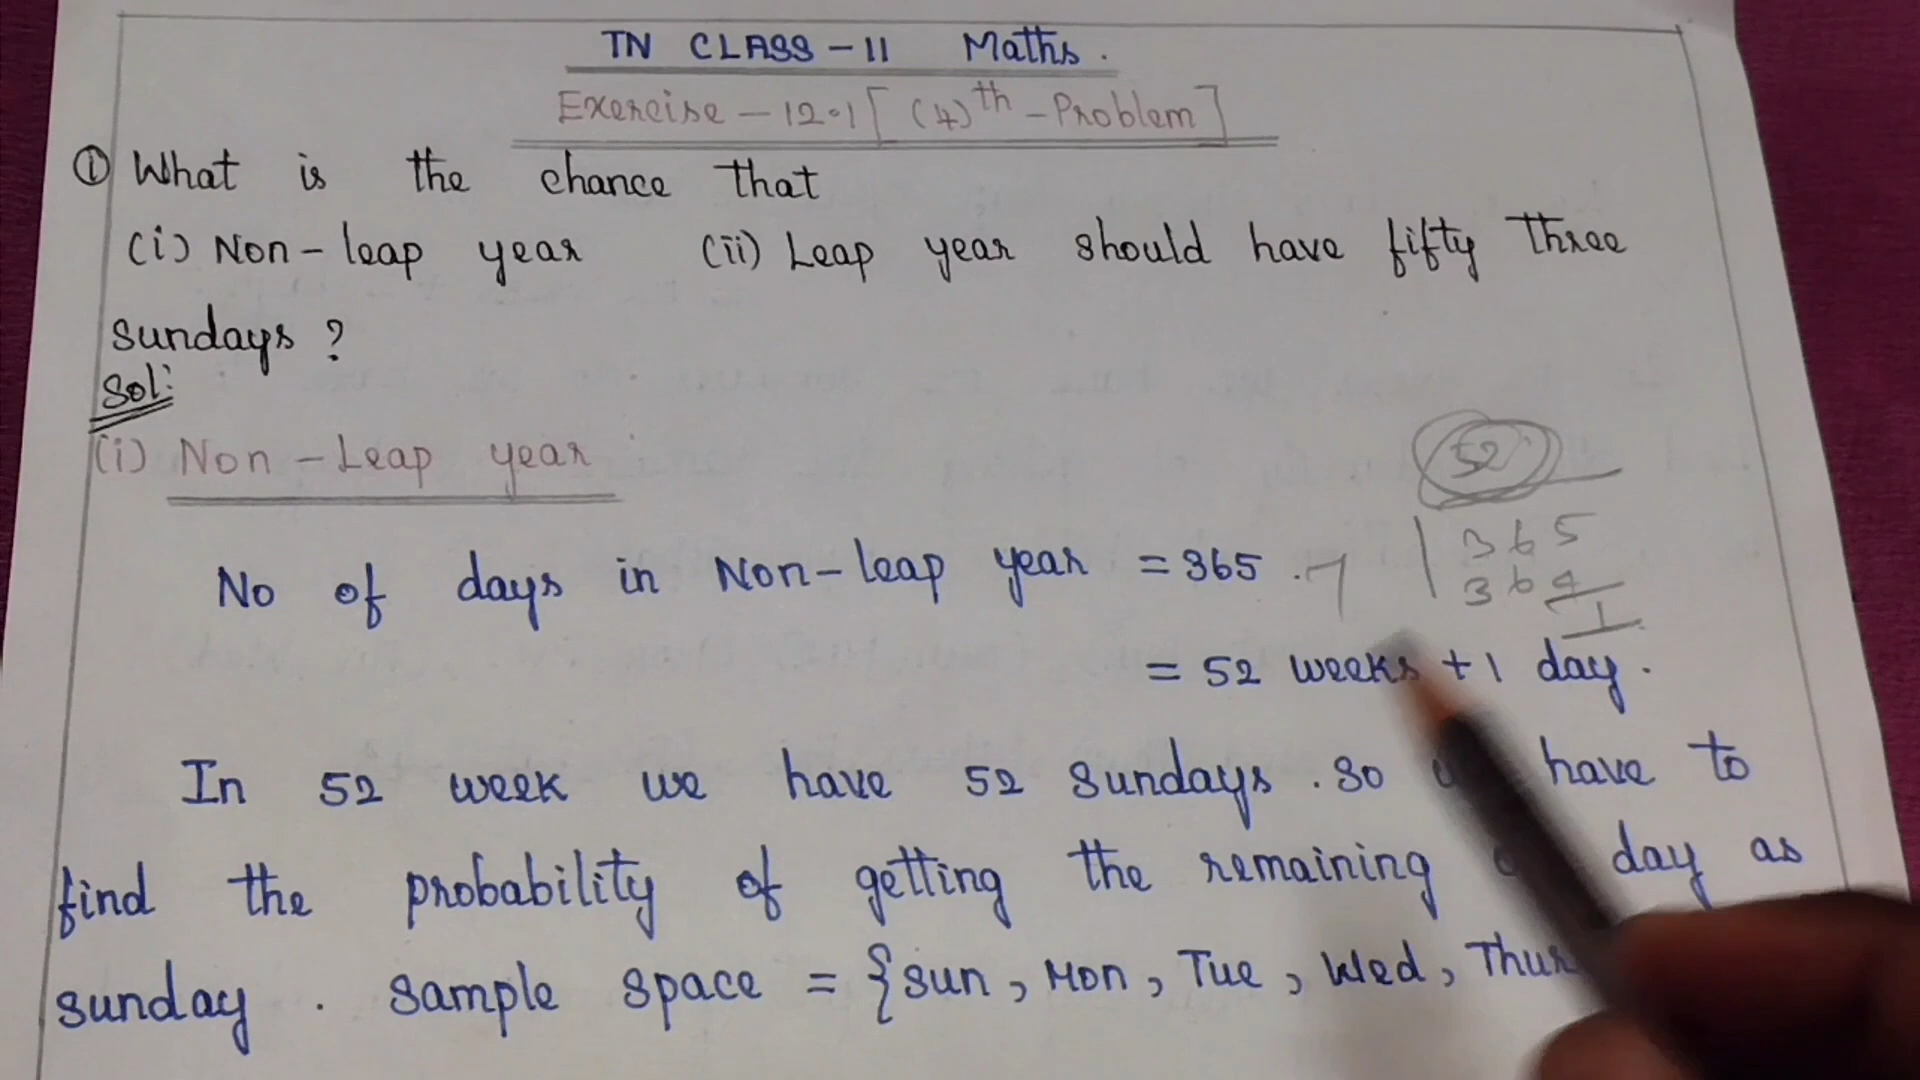 TN CLASS-11 Maths.
Exercise-12.1 [(4)th-Problem]
① What is the chance that
(i) Non-leap year (ii) Leap year should have fifty three
sundays?
Sol:
(i) Non-Leap year
52
365
No of days in Non-leap year = 365.
364
1
= 52 weeks +1 day.
In 52 week we have 52 sundays. So have to
find the probability of getting the remaining day as
sunday. Sample space = {sun, Mon, Tue, Wed, Thur